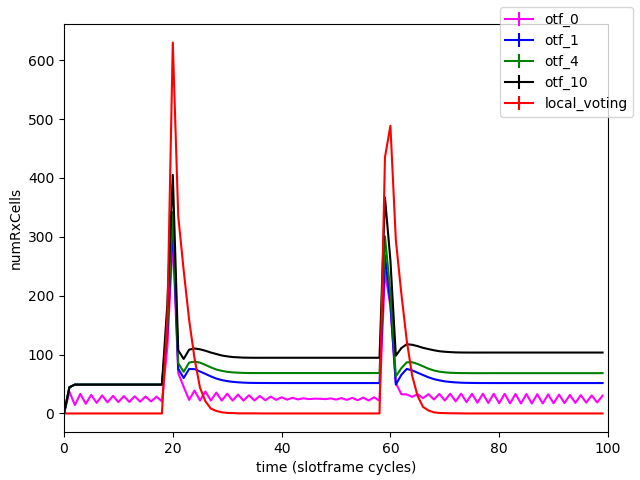 otf_0
otf_1
otf_4
otf_10
local_voting
numRxCells
600
500
400
300
200
100
0
0 20 40 60 80 100
time (slotframe cycles)